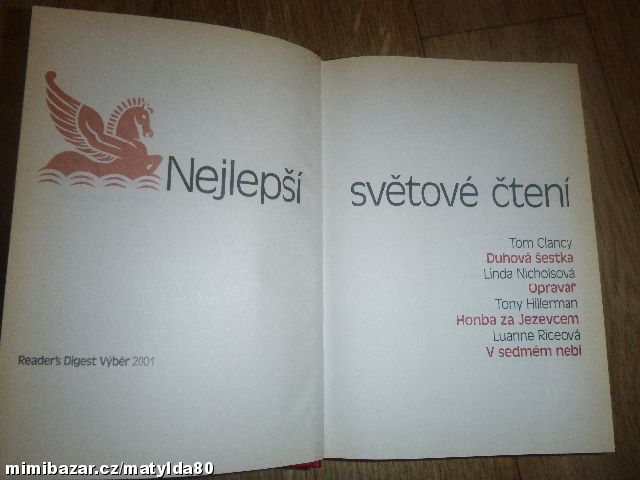 Nejlepší světové čtení
Tom Clancy
Duhová šestka
Linda Nicholsová
Opravář
Tony Hillerman
Honba za Jezevcem
Luanne Riceová
V sedmém nebi
Reader's Digest Výběr 2001
mimibazar.cz/matylda80